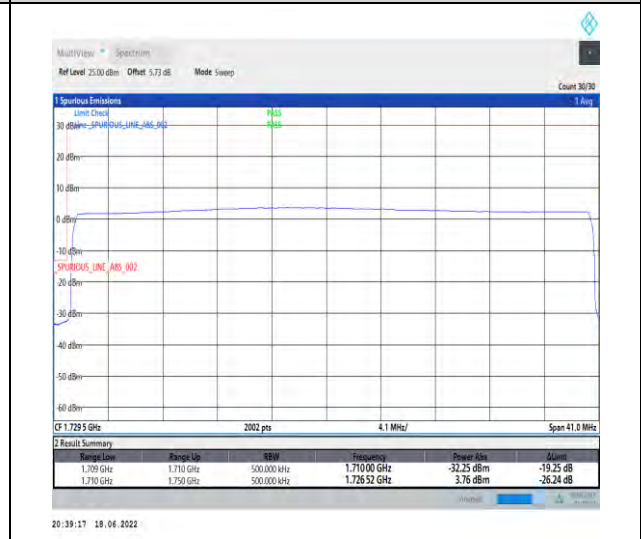 MultiView Spectrum
Ref Level 25.00 dBm Offset 5.73 dB Mode Sweep
Count 30/30
1 Spurious Emissions 1 Avg
Limit Check PASS
Line _SPURIOUS_LINE_ABS_002 PASS
30 dBm
20 dBm
10 dBm
0 dBm
-10 dBm
_SPURIOUS_LINE_ABS_002
-20 dBm
-30 dBm
-40 dBm
-50 dBm
-60 dBm
CF 1.7295 GHz 2002 pts 4.1 MHz/ Span 41.0 MHz
2 Result Summary
Range Low Range Up RBW Frequency Power Abs ΔLimit
1.709 GHz 1.710 GHz 500.000 kHz 1.71000 GHz -32.25 dBm -19.25 dB
1.710 GHz 1.750 GHz 500.000 kHz 1.72652 GHz 3.76 dBm -26.24 dB
20:39:17 18.06.2022